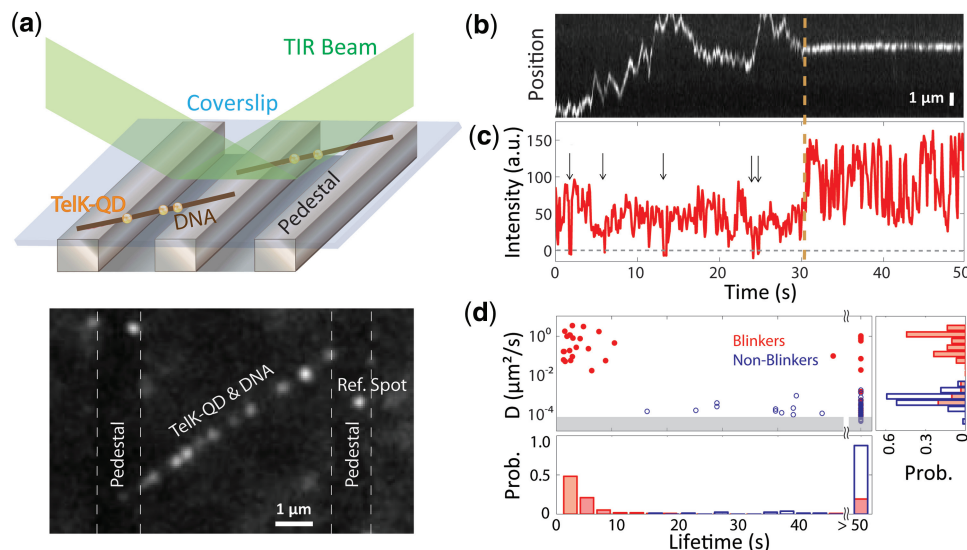 (a)
TIR Beam
Coverslip
TelK-QD
DNA
Pedestal
TelK-QD & DNA
Ref. Spot
Pedestal
Pedestal
1 μm
(b)
Position
1 μm
(c)
Intensity (a.u.)
150
100
50
0
0
10
20
30
40
50
Time (s)
(d)
D (μm²/s)
10⁰
10⁻²
10⁻⁴
Blinkers
Non-Blinkers
0.6
0.3
0
Prob.
Prob.
1.0
0.5
0
0
10
20
30
40
> 50
Lifetime (s)